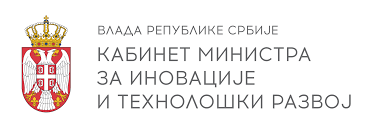 ВЛАДА РЕПУБЛИКЕ СРБИЈЕ
КАБИНЕТ МИНИСТРА
ЗА ИНОВАЦИЈЕ
И ТЕХНОЛОШКИ РАЗВОЈ